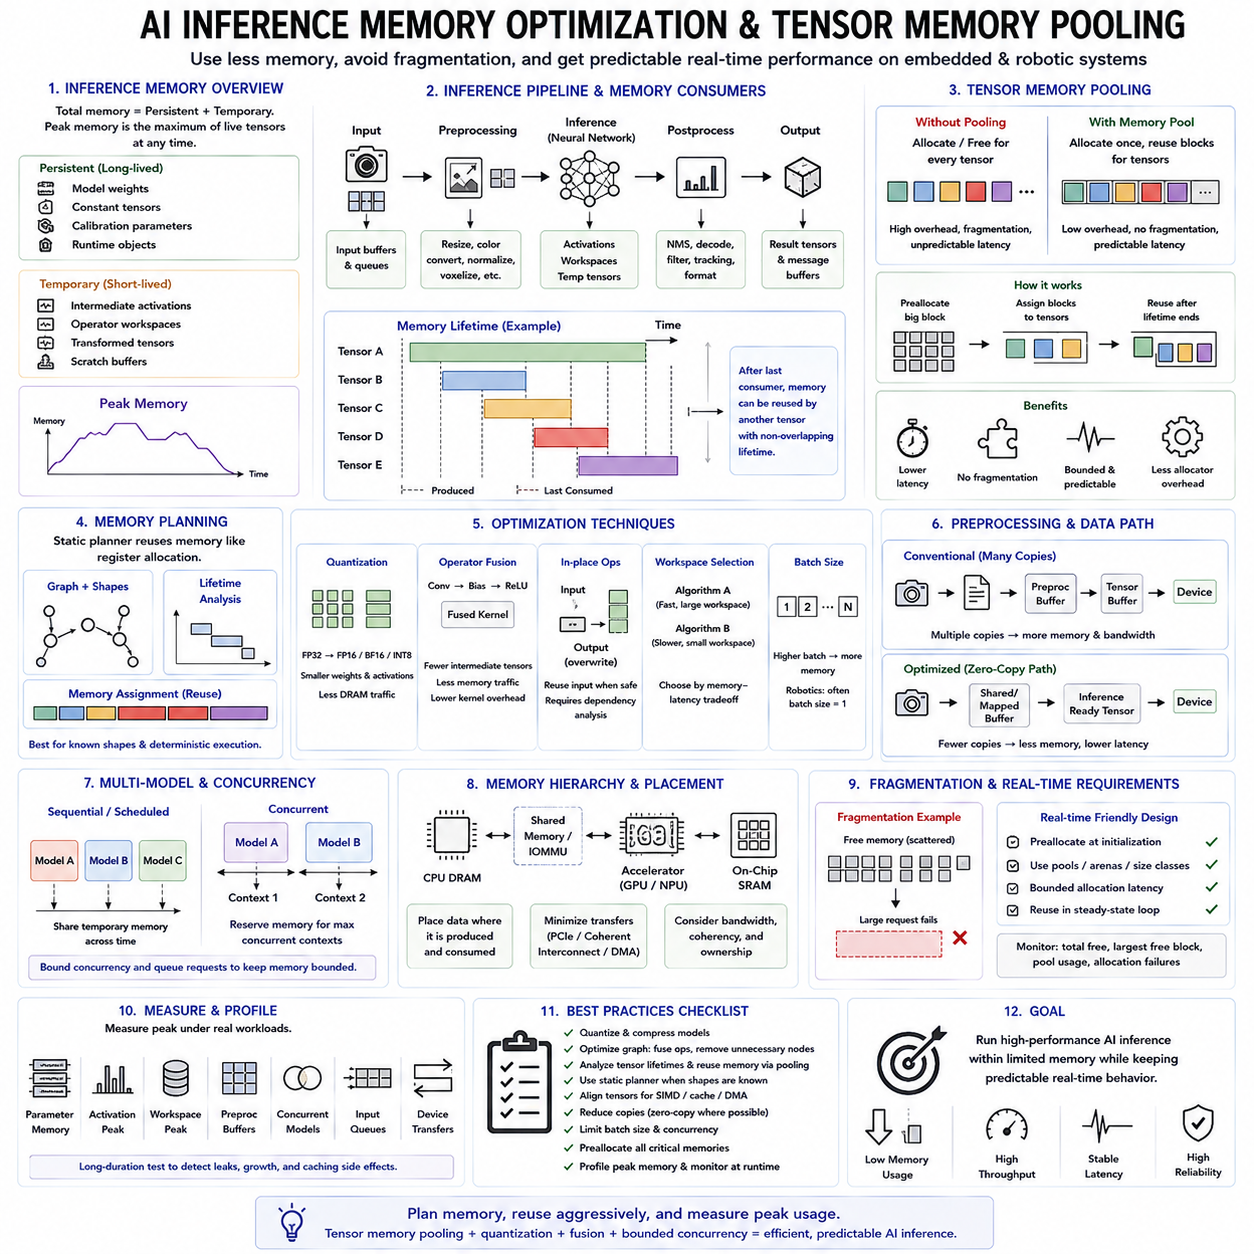 AI INFERENCE MEMORY OPTIMIZATION & TENSOR MEMORY POOLING
Use less memory, avoid fragmentation, and get predictable real-time performance on embedded & robotic systems
1. INFERENCE MEMORY OVERVIEW
Total memory = Persistent + Temporary.
Peak memory is the maximum of live tensors
at any time.
Persistent (Long-lived)
Model weights
Constant tensors
Calibration parameters
Runtime objects
Temporary (Short-lived)
Intermediate activations
Operator workspaces
Transformed tensors
Scratch buffers
Peak Memory
Memory
Time
2. INFERENCE PIPELINE & MEMORY CONSUMERS
Input
Preprocessing
Inference
(Neural Network)
Postprocess
Output
Input buffers
& queues
Resize, color
convert, normalize,
voxelize, etc.
Activations
Workspaces
Temp tensors
NMS, decode,
filter, tracking,
format
Result tensors
& message
buffers
Memory Lifetime (Example)
Time
Tensor A
Tensor B
Tensor C
Tensor D
Tensor E
Produced
Last Consumed
After last
consumer, memory
can be reused by
another tensor
with non-overlapping
lifetime.
3. TENSOR MEMORY POOLING
Without Pooling
Allocate / Free for
every tensor
...
High overhead, fragmentation,
unpredictable latency
With Memory Pool
Allocate once, reuse blocks
for tensors
...
Low overhead, no fragmentation,
predictable latency
How it works
Preallocate
big block
Assign blocks
to tensors
Reuse after
lifetime ends
Benefits
Lower
latency
No fragmentation
Bounded &
predictable
Less allocator
overhead
4. MEMORY PLANNING
Static planner reuses memory like
register allocation.
Graph + Shapes
Lifetime
Analysis
Memory Assignment (Reuse)
Best for known shapes & deterministic execution.
5. OPTIMIZATION TECHNIQUES
Quantization
FP32 → FP16 / BF16 / INT8
Smaller weights & activations
Less DRAM traffic
Operator Fusion
Conv → Bias → ReLU
Fused Kernel
Fewer intermediate tensors
Less memory traffic
Lower kernel overhead
In-place Ops
Input
Output
(overwrite)
Reuse input when safe
Requires dependency
analysis
Workspace Selection
Algorithm A
(Fast, large workspace)
Algorithm B
(Slower, small workspace)
Choose by memory–
latency tradeoff
Batch Size
1 2 ... N
Higher batch → more
memory
Robotics: often
batch size = 1
6. PREPROCESSING & DATA PATH
Conventional (Many Copies)
Preproc
Buffer
Tensor
Buffer
Device
Multiple copies → more memory & bandwidth
Optimized (Zero-Copy Path)
Shared/
Mapped
Buffer
Inference
Ready Tensor
Device
Fewer copies → less memory, lower latency
7. MULTI-MODEL & CONCURRENCY
Sequential / Scheduled
Model A
Model B
Model C
Share temporary memory
across time
Concurrent
Model A
Model B
Context 1
Context 2
Reserve memory for max
concurrent contexts
Bound concurrency and queue requests to keep memory bounded.
8. MEMORY HIERARCHY & PLACEMENT
CPU DRAM
Shared
Memory /
IOMMU
Accelerator
(GPU / NPU)
On-Chip
SRAM
Place data where
it is produced
and consumed
Minimize transfers
(PCIe / Coherent
Interconnect / DMA)
Consider bandwidth,
coherency, and
ownership
9. FRAGMENTATION & REAL-TIME REQUIREMENTS
Fragmentation Example
Free memory (scattered)
Large request fails
Real-time Friendly Design
Preallocate at initialization
Use pools / arenas / size classes
Bounded allocation latency
Reuse in steady-state loop
Monitor: total free, largest free block,
pool usage, allocation failures
10. MEASURE & PROFILE
Measure peak under real workloads.
Parameter
Memory
Activation
Peak
Workspace
Peak
Preproc
Buffers
Concurrent
Models
Input
Queues
Device
Transfers
Long-duration test to detect leaks, growth, and caching side effects.
11. BEST PRACTICES CHECKLIST
Quantize & compress models
Optimize graph: fuse ops, remove unnecessary nodes
Analyze tensor lifetimes & reuse memory via pooling
Use static planner when shapes are known
Align tensors for SIMD / cache / DMA
Reduce copies (zero-copy where possible)
Limit batch size & concurrency
Preallocate all critical memories
Profile peak memory & monitor at runtime
12. GOAL
Run high-performance AI inference
within limited memory while keeping
predictable real-time behavior.
Low Memory
Usage
High
Throughput
Stable
Latency
High
Reliability
Plan memory, reuse aggressively, and measure peak usage.
Tensor memory pooling + quantization + fusion + bounded concurrency = efficient, predictable AI inference.